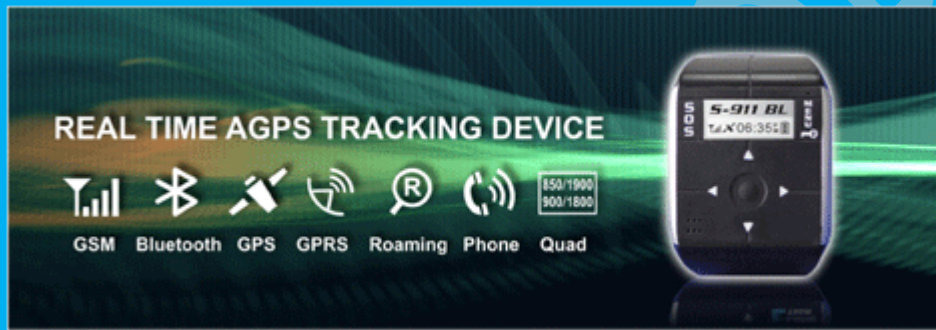 REAL TIME AGPS TRACKING DEVICE
R
850/1900
900/1800
GSM Bluetooth GPS GPRS Roaming Phone Quad
SOS
S-911 BL
06:35